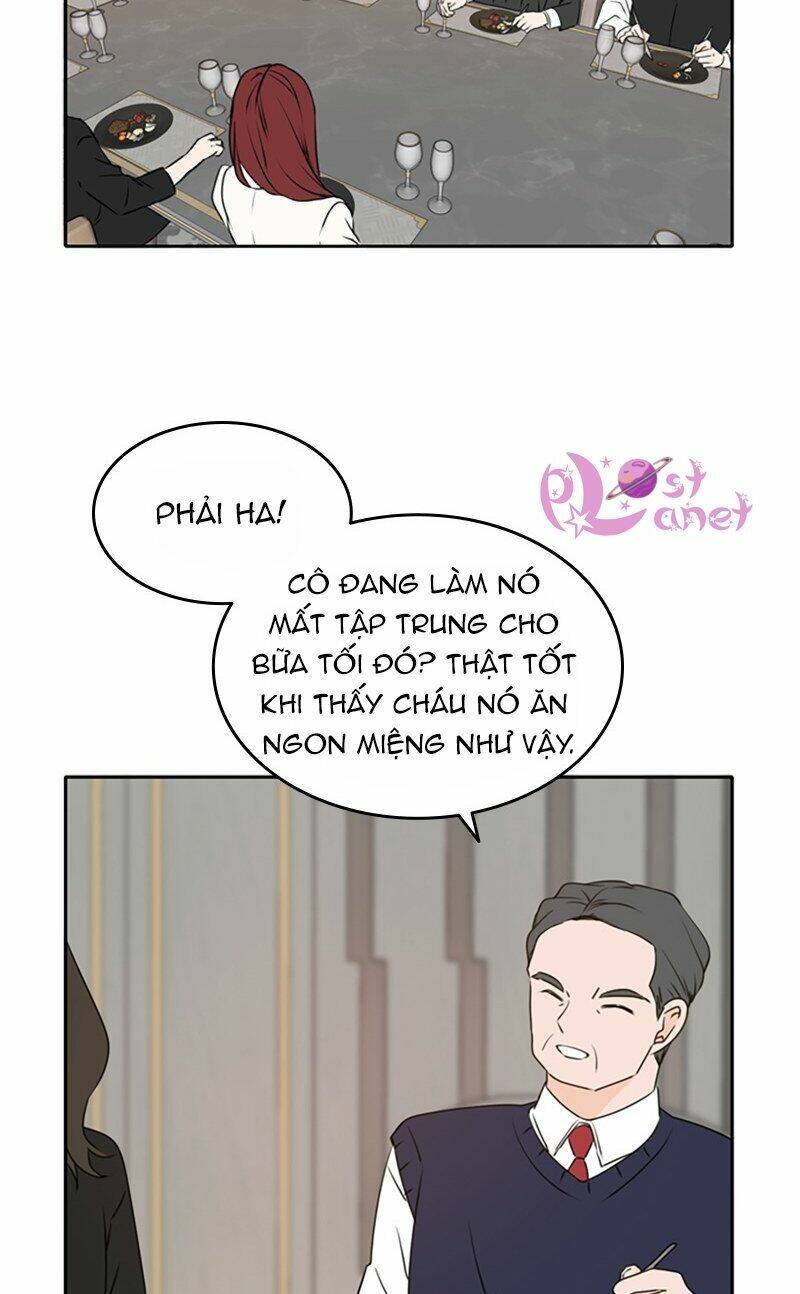 PHẢI HA!
Lost
PLanet
CÔ ĐANG LÀM NÓ
MẤT TẬP TRUNG CHO
BỮA TỐI ĐÓ? THẬT TỐT
KHI THẤY CHÁU NÓ ĂN
NGON MIỆNG NHƯ VẬY.